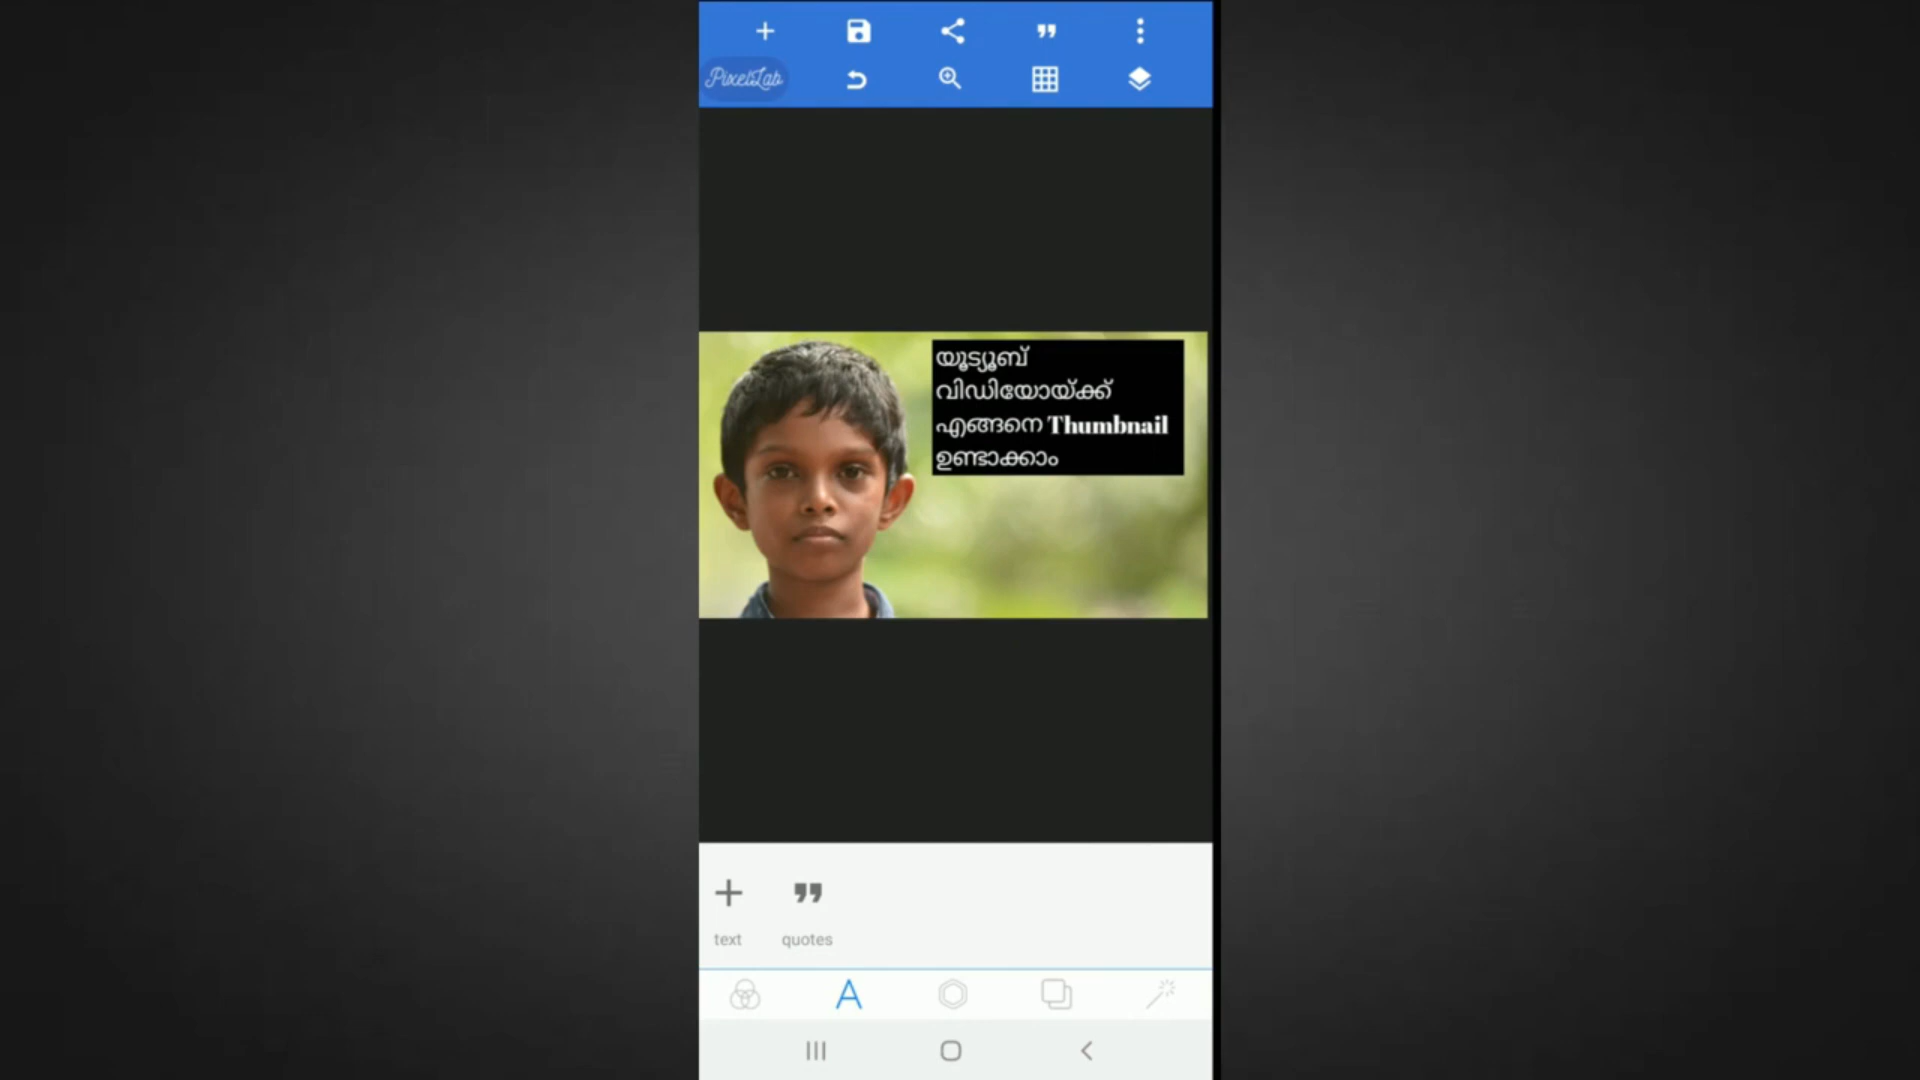 PixelLab
യൂട്യൂബ്
വിഡിയോയ്ക്ക്
എങ്ങനെ Thumbnail
ഉണ്ടാക്കാം
text
quotes